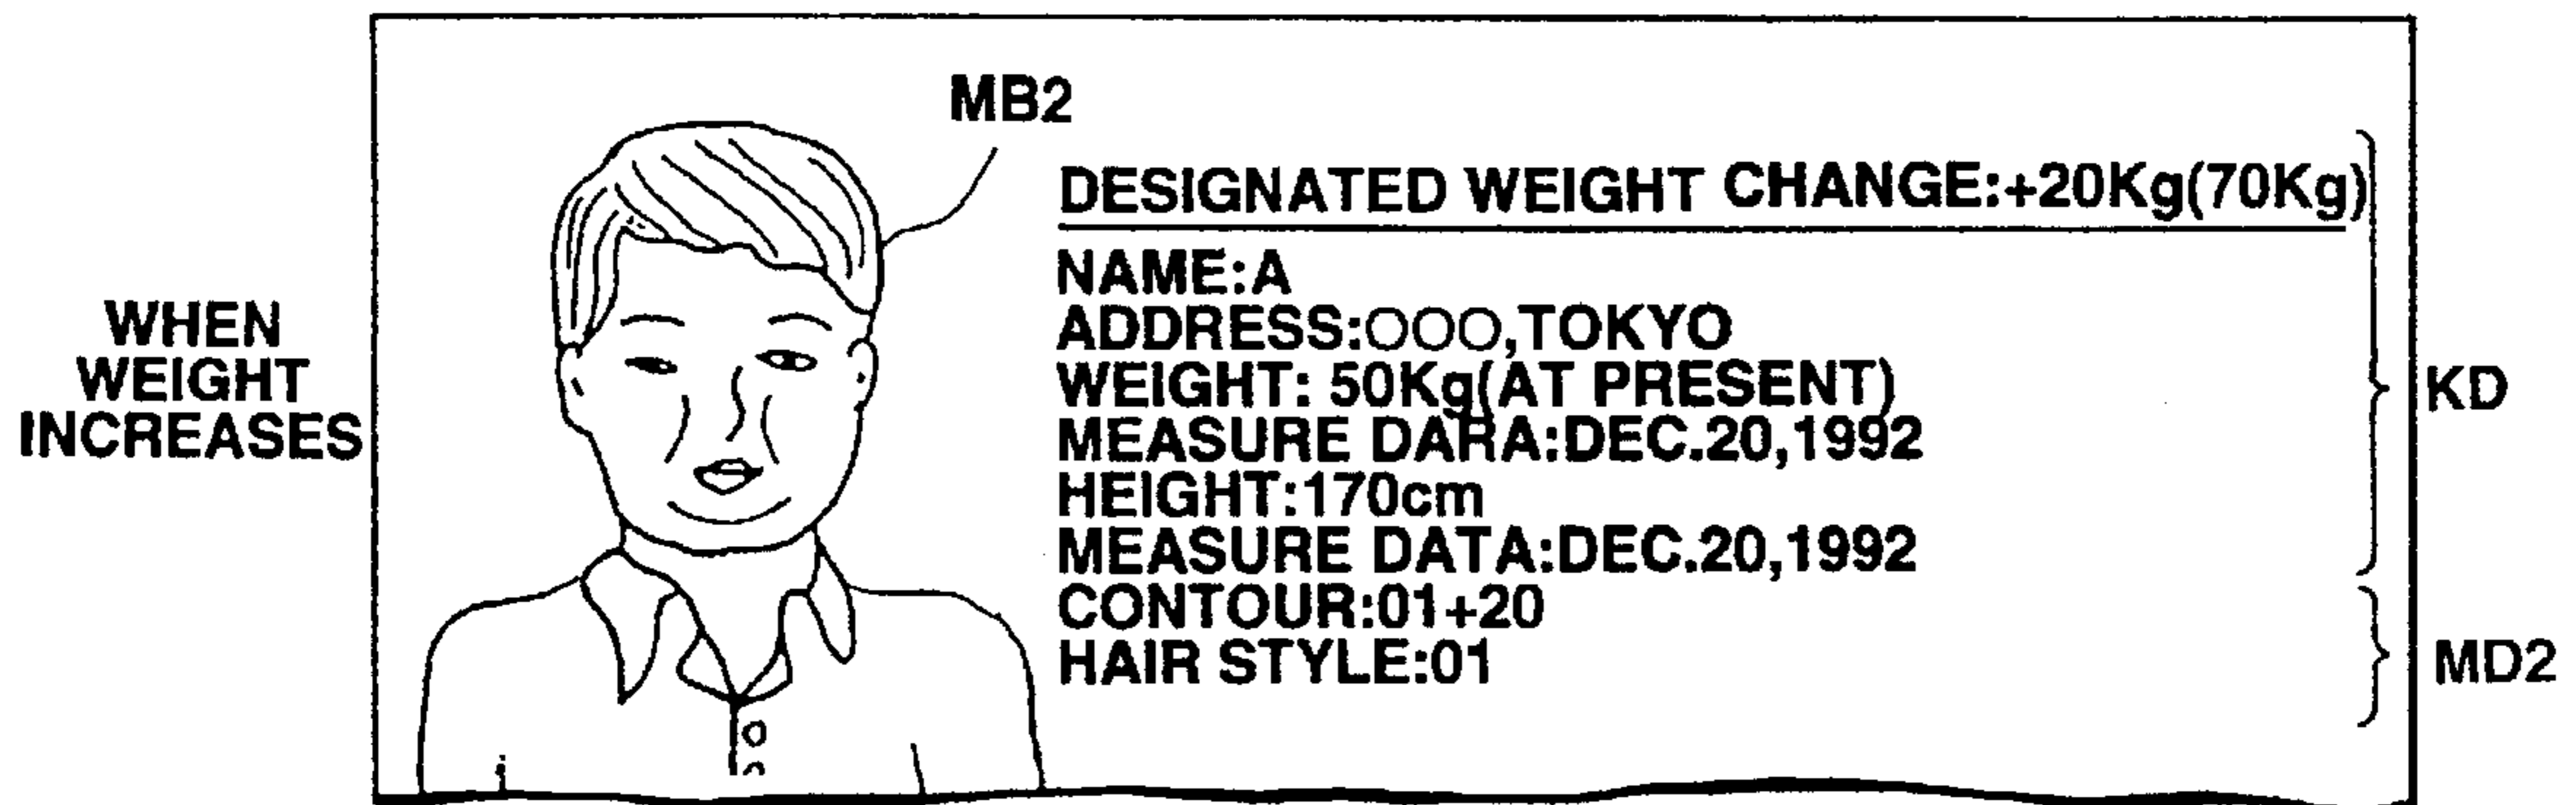 MB2
DESIGNATED WEIGHT CHANGE:+20Kg(70Kg)
NAME:A
ADDRESS:○○○,TOKYO
WEIGHT: 50Kg(AT PRESENT)
MEASURE DARA:DEC.20,1992
HEIGHT:170cm
MEASURE DATA:DEC.20,1992
CONTOUR:01+20
HAIR STYLE:01
WHEN
WEIGHT
INCREASES
KD
MD2